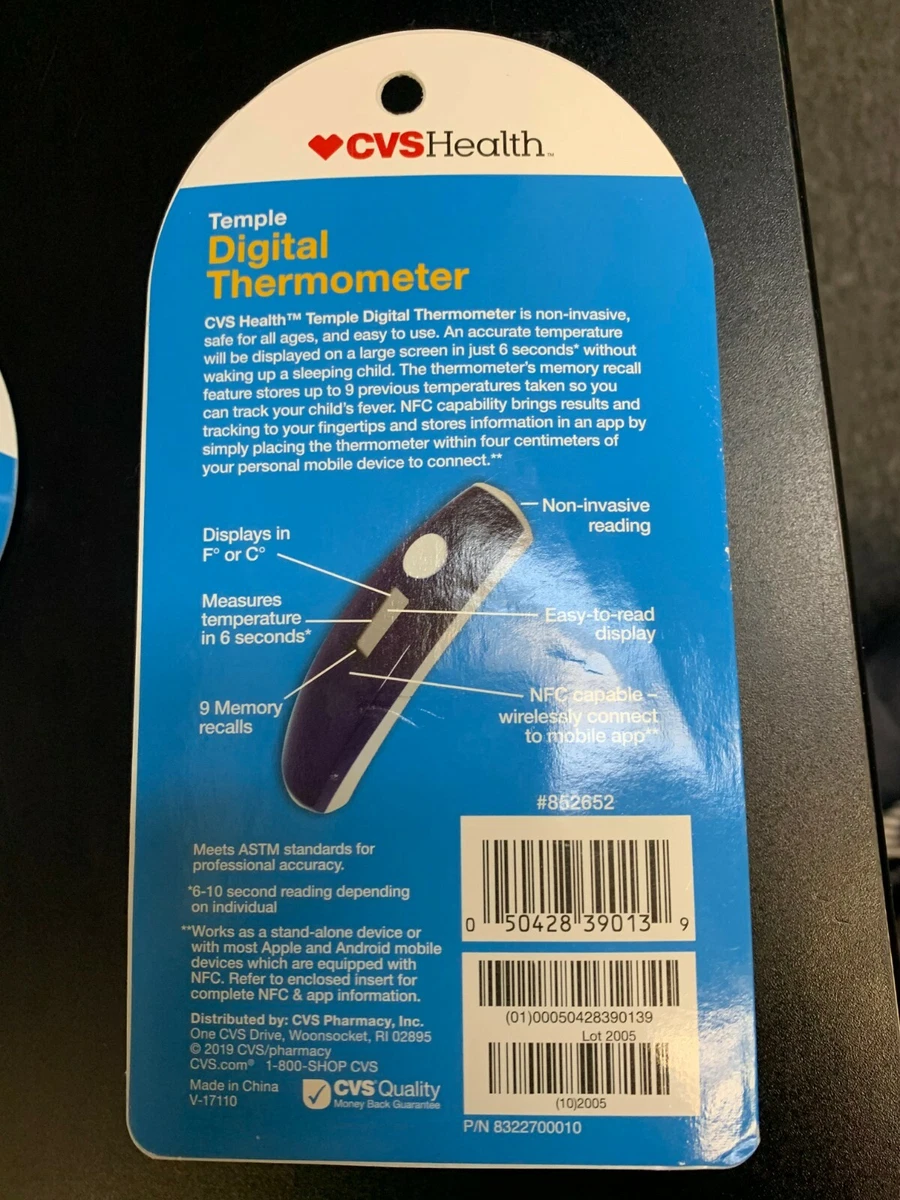 CVSHealth™
Temple
Digital
Thermometer
CVS Health™ Temple Digital Thermometer is non-invasive,
safe for all ages, and easy to use. An accurate temperature
will be displayed on a large screen in just 6 seconds* without
waking up a sleeping child. The thermometer's memory recall
feature stores up to 9 previous temperatures taken so you
can track your child's fever. NFC capability brings results and
tracking to your fingertips and stores information in an app by
simply placing the thermometer within four centimeters of
your personal mobile device to connect.**
Non-invasive
reading
Displays in
F° or C°
Measures
temperature
in 6 seconds*
Easy-to-read
display
9 Memory
recalls
NFC capable –
wirelessly connect
to mobile app**
#852652
Meets ASTM standards for
professional accuracy.
*6-10 second reading depending
on individual
**Works as a stand-alone device or
with most Apple and Android mobile
devices which are equipped with
NFC. Refer to enclosed insert for
complete NFC & app information.
Distributed by: CVS Pharmacy, Inc.
One CVS Drive, Woonsocket, RI 02895
© 2019 CVS/pharmacy
CVS.com® 1-800-SHOP CVS
Made in China
V-17110
CVS Quality
Money Back Guarantee
0 50428 39013 9
(01)00050428390139
Lot 2005
(10)2005
P/N 8322700010